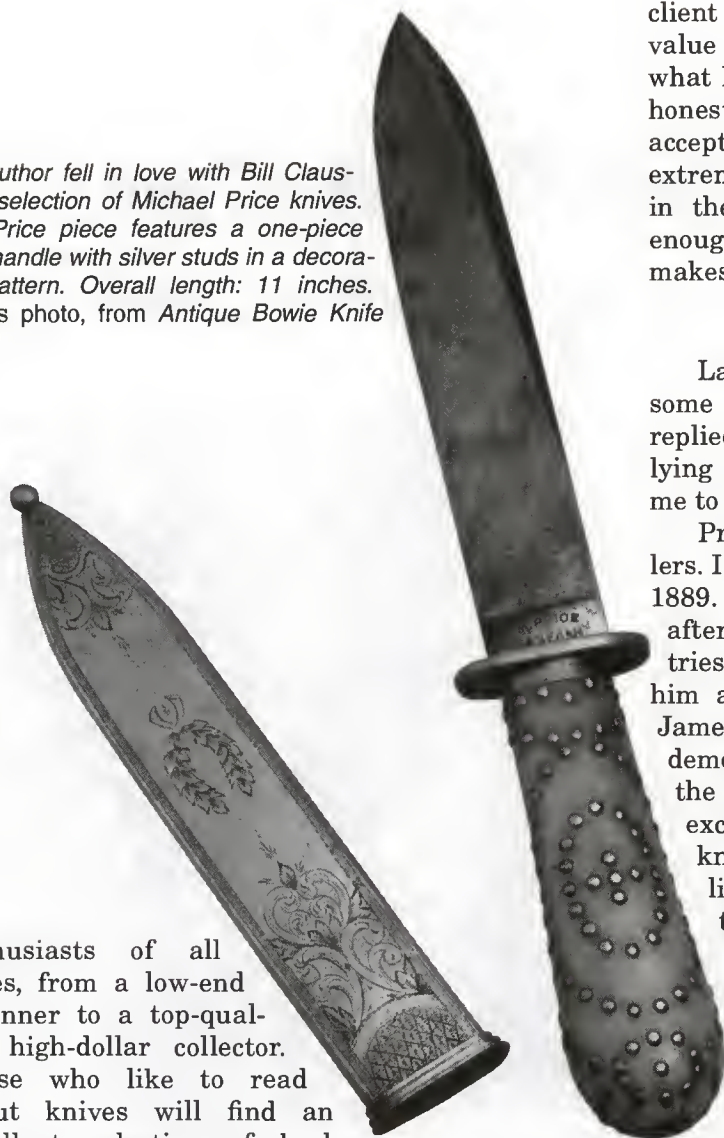 uthor fell in love with Bill Claus-
selection of Michael Price knives.
Price piece features a one-piece
handle with silver studs in a decora-
attern. Overall length: 11 inches.
s photo, from Antique Bowie Knife
husiasts of all
es, from a low-end
nner to a top-qual-
high-dollar collector.
se who like to read
ut knives will find an
client
value
what
honest
accept
extrem
in the
enoug
makes
La
some
replied
lying
me to
Pr
lers. I
1889.
after
tries
him a
Jame
demo
the
exc
kn
li
t